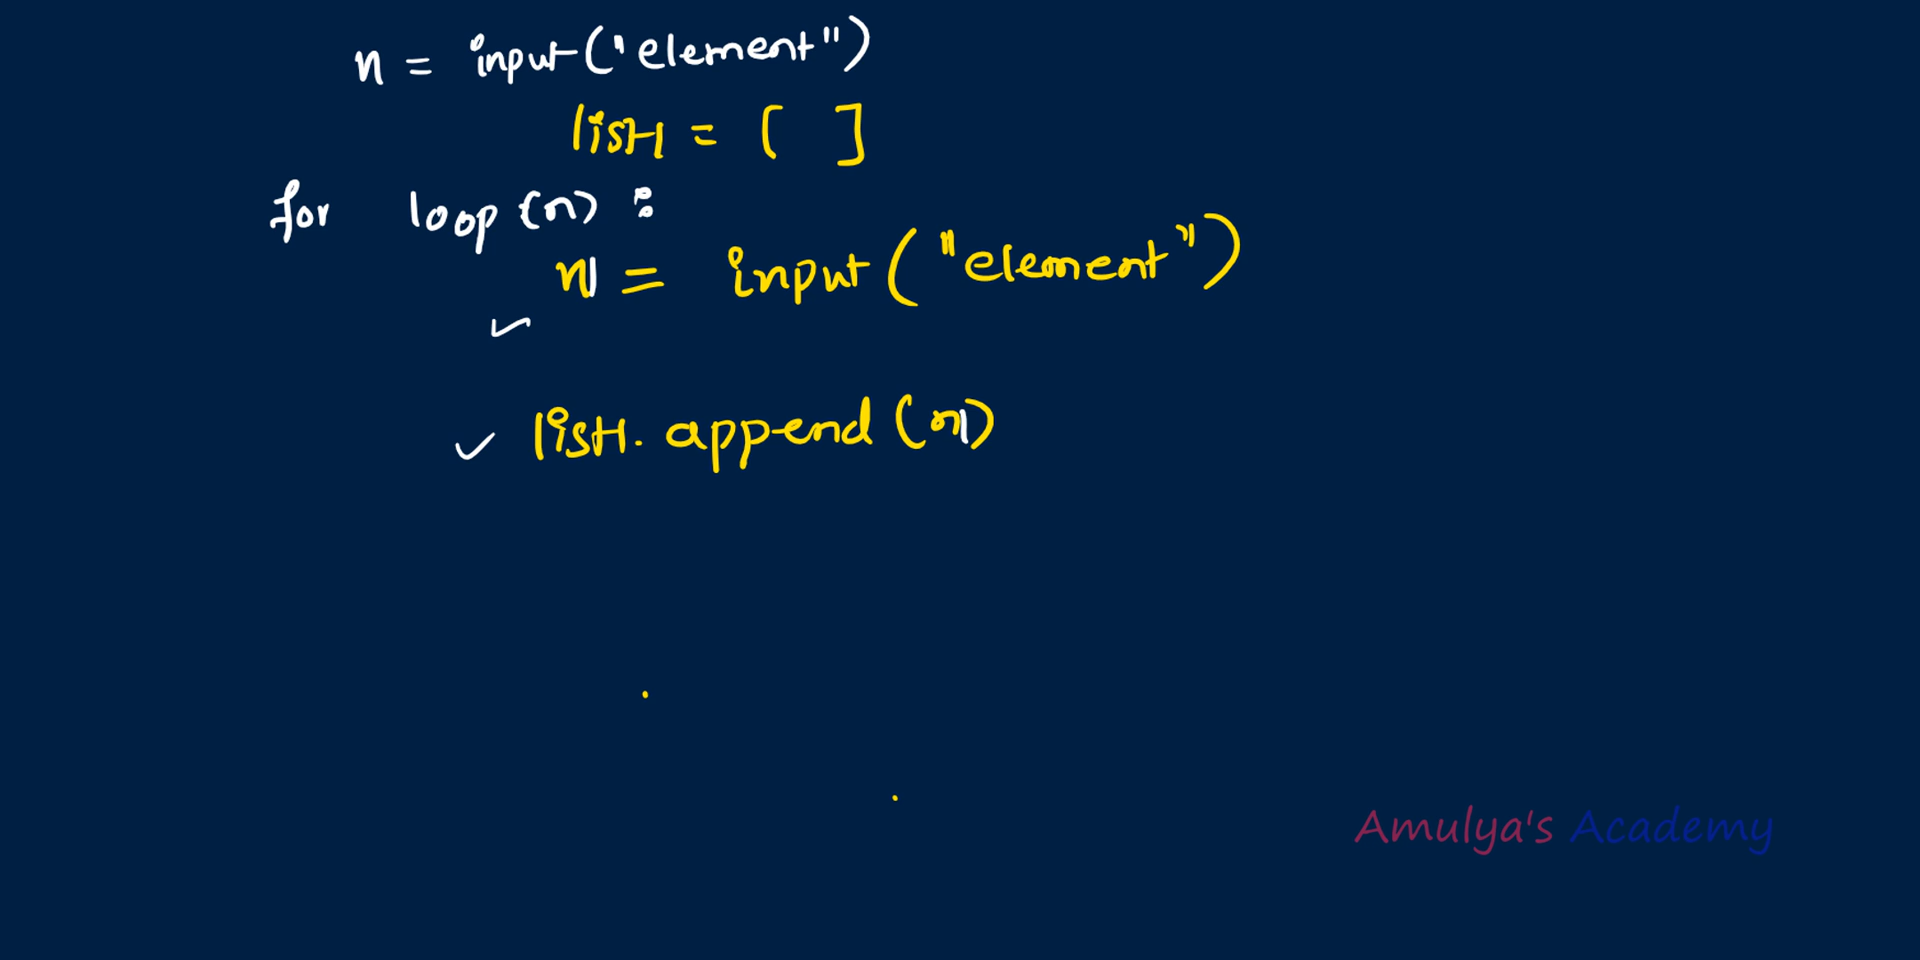 n = input("element")
list1 = [ ]
for loop (n) :
n1 = input("element")
list1. append (n1)
Amulya's Academy